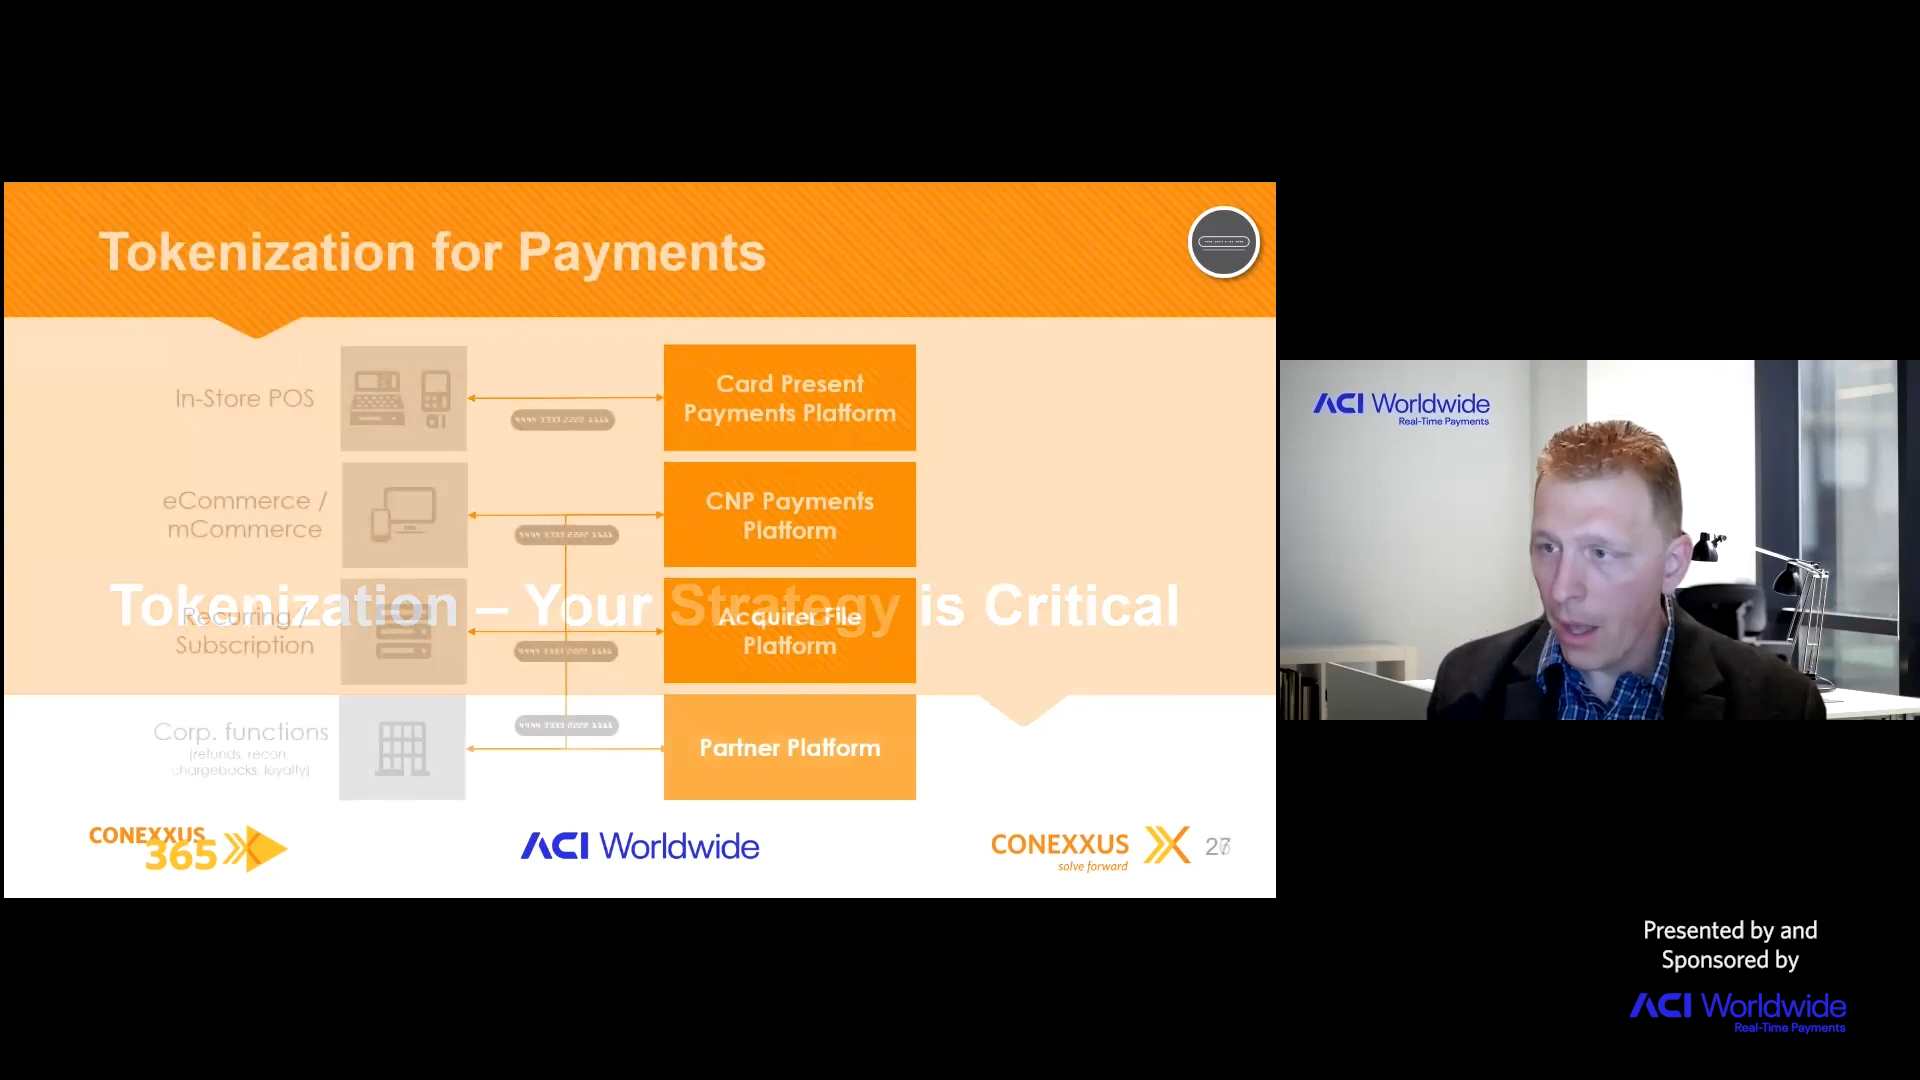 Tokenization for Payments
In-Store POS
Card Present
Payments Platform
eCommerce /
mCommerce
CNP Payments
Platform
Tokenization – Your Strategy is Critical
Recurring /
Subscription
Acquirer File
Platform
Corp. functions
(refunds, recon,
chargebacks, loyalty)
Partner Platform
CONEXXUS
365
ACI Worldwide
CONEXXUS
solve forward
ACI Worldwide
Real-Time Payments
Presented by and
Sponsored by
ACI Worldwide
Real-Time Payments